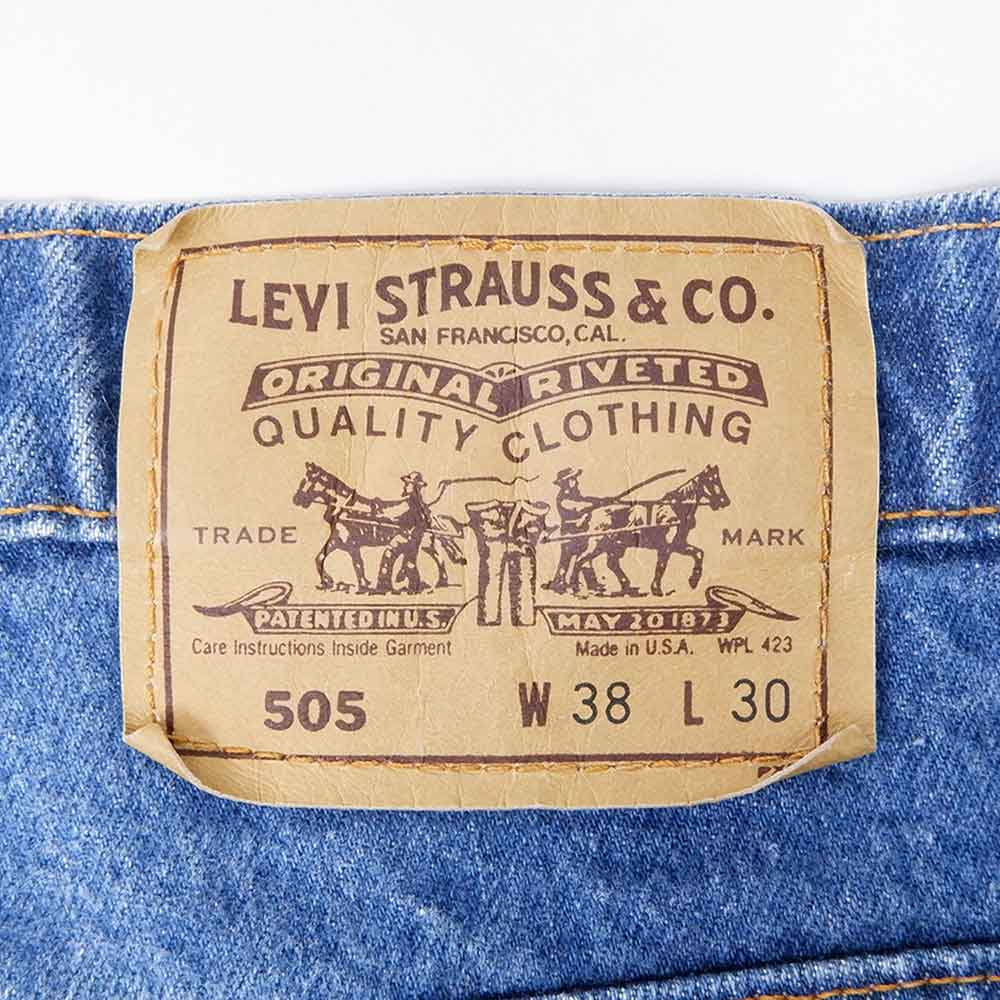 LEVI STRAUSS & CO.
SAN FRANCISCO, CAL.
ORIGINAL RIVETED
QUALITY CLOTHING
TRADE MARK
PATENTED IN U.S. MAY 20 1873
Care Instructions Inside Garment Made in U.S.A. WPL 423
505 W 38 L 30